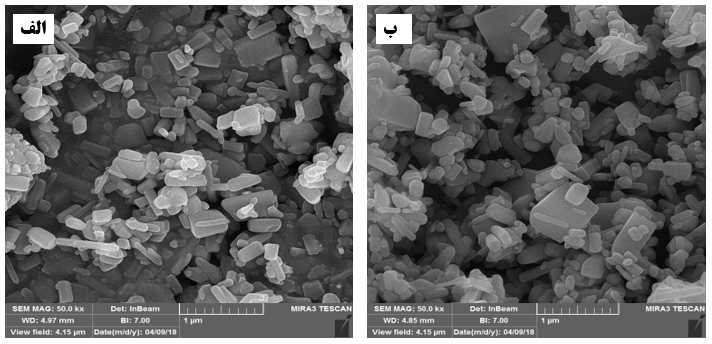 الف
SEM MAG: 50.0 kx Det: InBeam MIRA3 TESCAN
WD: 4.97 mm BI: 7.00 1 µm
View field: 4.15 µm Date(m/d/y): 04/09/18
ب
SEM MAG: 50.0 kx Det: InBeam MIRA3 TESCAN
WD: 4.85 mm BI: 7.00 1 µm
View field: 4.15 µm Date(m/d/y): 04/09/18